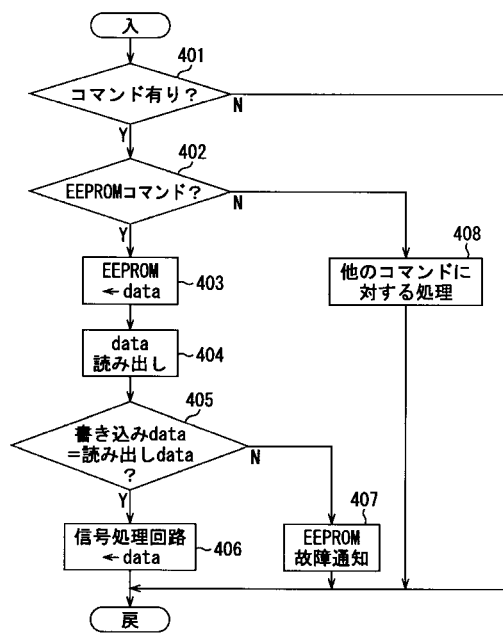 入
401
コマンド有り?
N
Y
402
EEPROMコマンド?
N
Y
408
EEPROM
← data
403
他のコマンドに
対する処理
data
読み出し
404
405
書き込みdata
=読み出しdata
?
N
Y
407
信号処理回路
← data
406
EEPROM
故障通知
戻